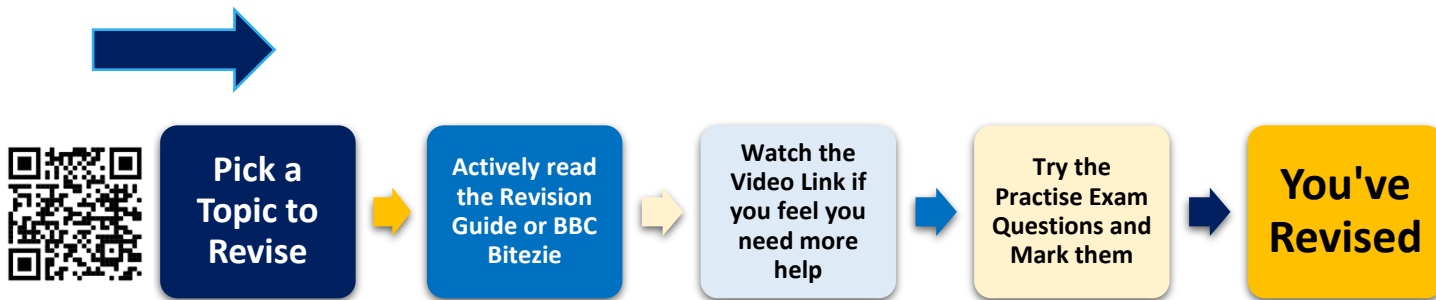 Pick a
Topic to
Revise
Actively read
the Revision
Guide or BBC
Bitezie
Watch the
Video Link if
you feel you
need more
help
Try the
Practise Exam
Questions and
Mark them
You've
Revised